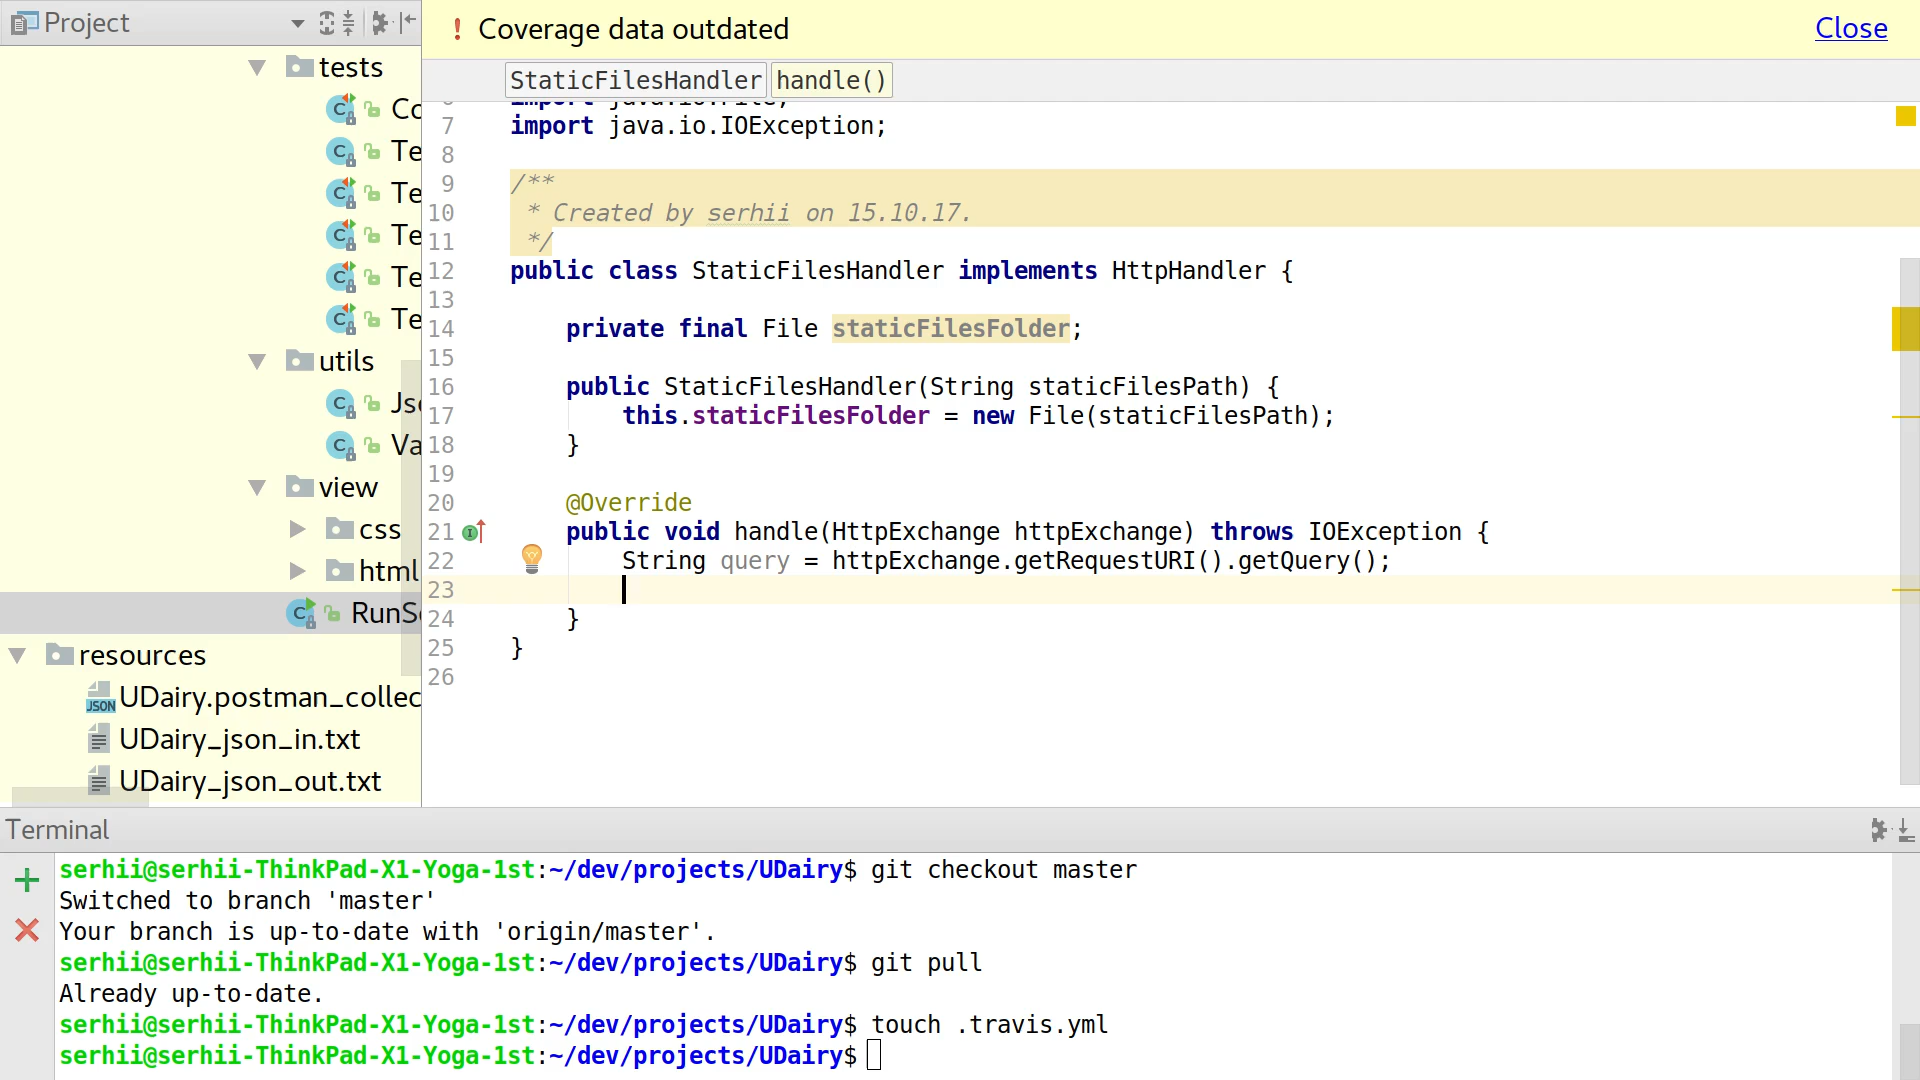 Project
tests
utils
view
css
html
resources
UDairy.postman_collec
UDairy_json_in.txt
UDairy_json_out.txt
Coverage data outdated
Close
StaticFilesHandler
handle()
7 import java.io.IOException;
8
9 /**
10 * Created by serhii on 15.10.17.
11 */
12 public class StaticFilesHandler implements HttpHandler {
13
14 private final File staticFilesFolder;
15
16 public StaticFilesHandler(String staticFilesPath) {
17 this.staticFilesFolder = new File(staticFilesPath);
18 }
19
20 @Override
21 public void handle(HttpExchange httpExchange) throws IOException {
22 String query = httpExchange.getRequestURI().getQuery();
23
24 }
25 }
26
Terminal
serhii@serhii-ThinkPad-X1-Yoga-1st:~/dev/projects/UDairy$ git checkout master
Switched to branch 'master'
Your branch is up-to-date with 'origin/master'.
serhii@serhii-ThinkPad-X1-Yoga-1st:~/dev/projects/UDairy$ git pull
Already up-to-date.
serhii@serhii-ThinkPad-X1-Yoga-1st:~/dev/projects/UDairy$ touch .travis.yml
serhii@serhii-ThinkPad-X1-Yoga-1st:~/dev/projects/UDairy$